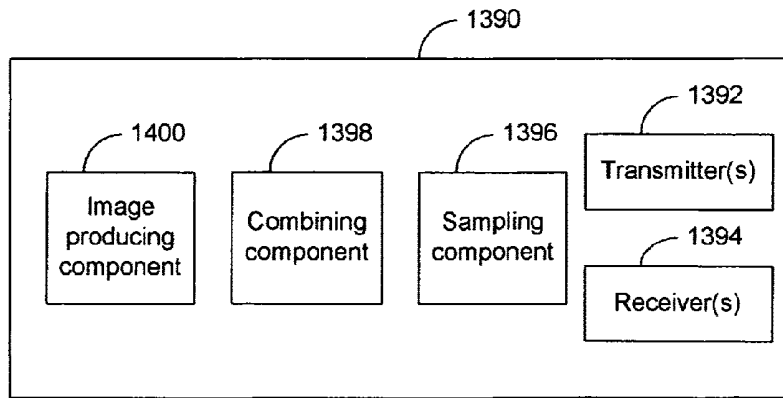 1390
1400
1398
1396
1392
Image
producing
component
Combining
component
Sampling
component
Transmitter(s)
1394
Receiver(s)